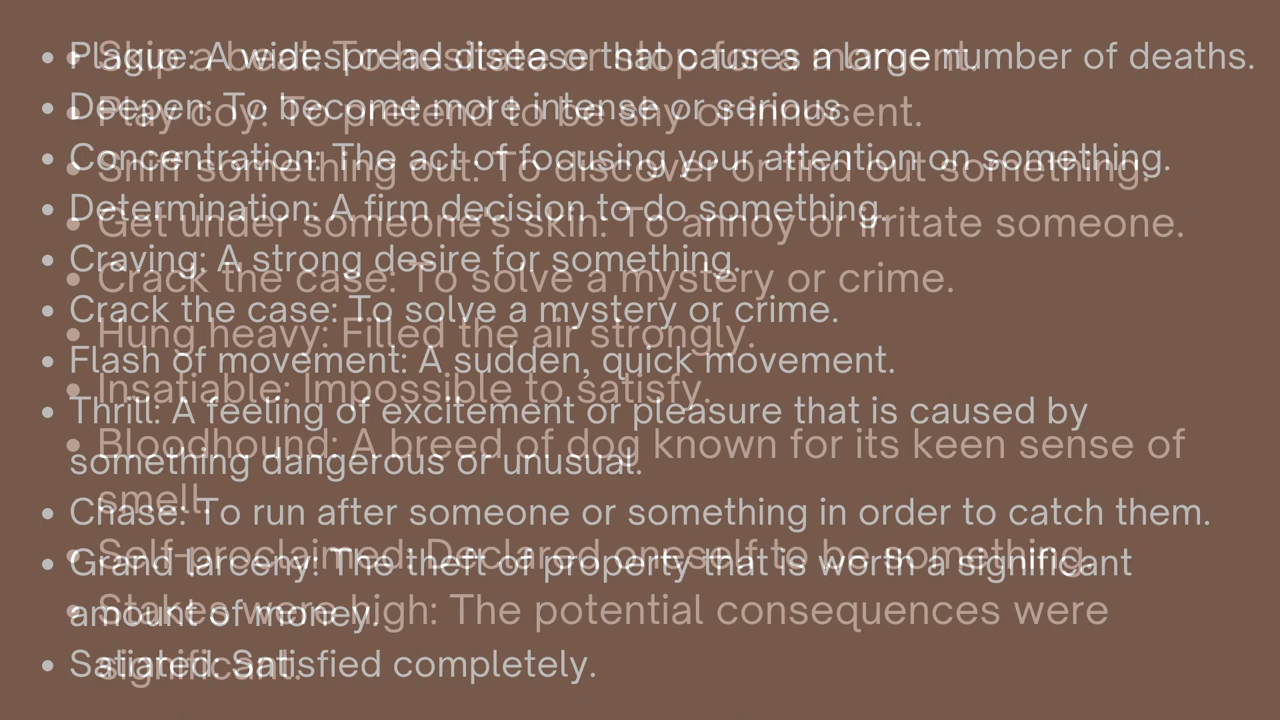 • Plague: A widespread disease that causes a large number of deaths.
• Deepen: To become more intense or serious.
• Concentration: The act of focusing your attention on something.
• Determination: A firm decision to do something.
• Craving: A strong desire for something.
• Crack the case: To solve a mystery or crime.
• Flash of movement: A sudden, quick movement.
• Thrill: A feeling of excitement or pleasure that is caused by
something dangerous or unusual.
• Chase: To run after someone or something in order to catch them.
• Grand larceny: The theft of property that is worth a significant
amount of money.
• Satiated: Satisfied completely.
• Skip a beat: To hesitate or stop for a moment.
• Play coy: To pretend to be shy or innocent.
• Sniff something out: To discover or find out something.
• Get under someone's skin: To annoy or irritate someone.
• Crack the case: To solve a mystery or crime.
• Hung heavy: Filled the air strongly.
• Insatiable: Impossible to satisfy.
• Bloodhound: A breed of dog known for its keen sense of
smell.
• Self-proclaimed: Declared oneself to be something.
• Stakes were high: The potential consequences were
significant.